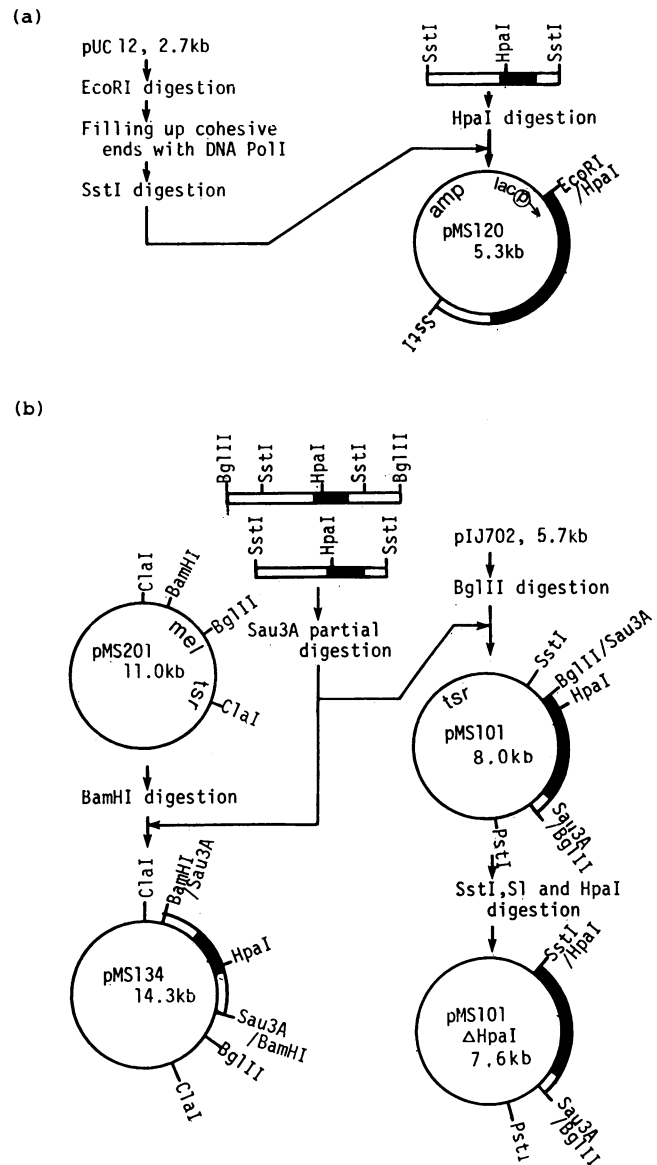 (a)
pUC 12, 2.7kb
EcoRI digestion
Filling up cohesive
ends with DNA PolI
SstI digestion
SstI
HpaI
SstI
HpaI digestion
amp
lac p
EcoRI
/HpaI
pMS120
5.3kb
SstI
(b)
BglII
SstI
HpaI
SstI
BglII
SstI
HpaI
SstI
Sau3A partial
digestion
ClaI
BamHI
BglII
mel
tsr
ClaI
pMS201
11.0kb
BamHI digestion
pIJ702, 5.7kb
BglII digestion
SstI
BglII/Sau3A
HpaI
tsr
pMS101
8.0kb
Sau3A
/BglII
PstI
SstI,S1 and HpaI
digestion
ClaI
BamHI
/Sau3A
HpaI
pMS134
14.3kb
Sau3A
/BamHI
BglII
ClaI
SstI
/HpaI
pMS101
△HpaI
7.6kb
Sau3A
/BglII
PstI